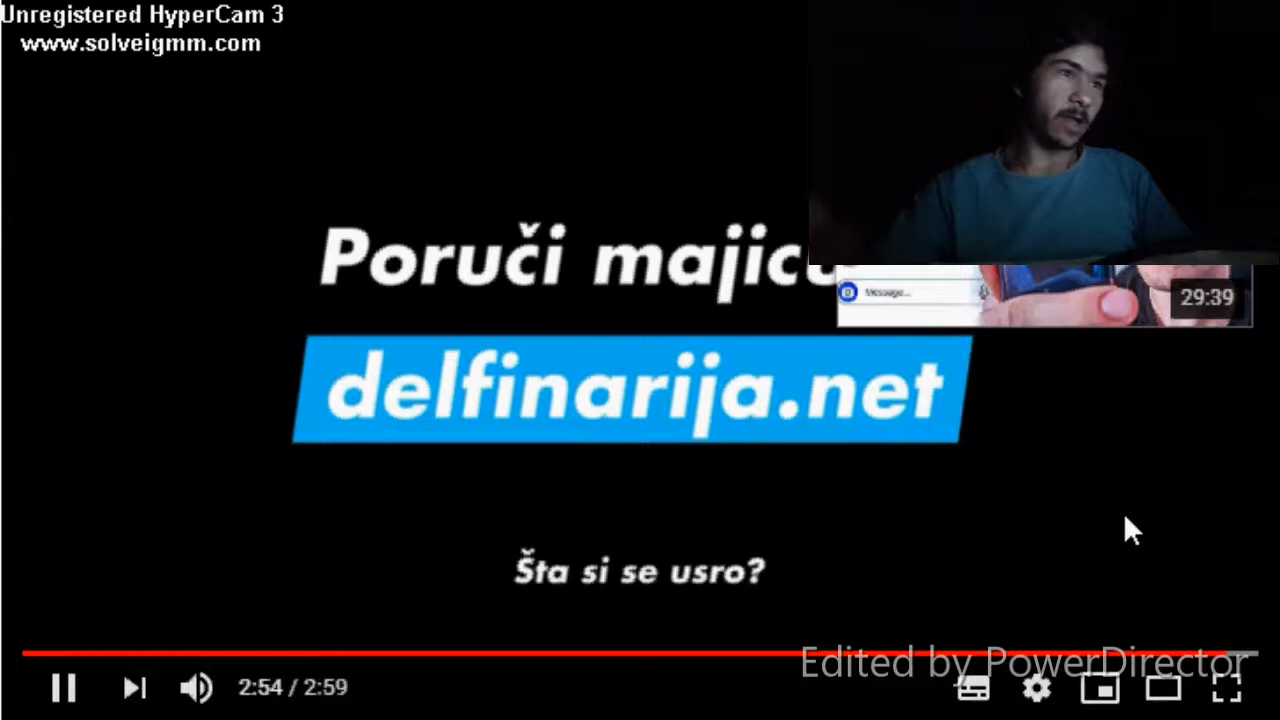 Unregistered HyperCam 3
www.solveigmm.com
Poruči majicu
Message...
29:39
delfinarija.net
Šta si se usro?
Edited by PowerDirector
2:54 / 2:59